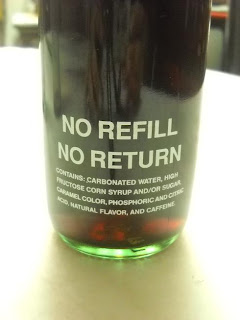 NO REFILL
NO RETURN
CONTAINS: CARBONATED WATER, HIGH
FRUCTOSE CORN SYRUP AND/OR SUGAR,
CARAMEL COLOR, PHOSPHORIC AND CITRIC
ACID, NATURAL FLAVOR, AND CAFFEINE.